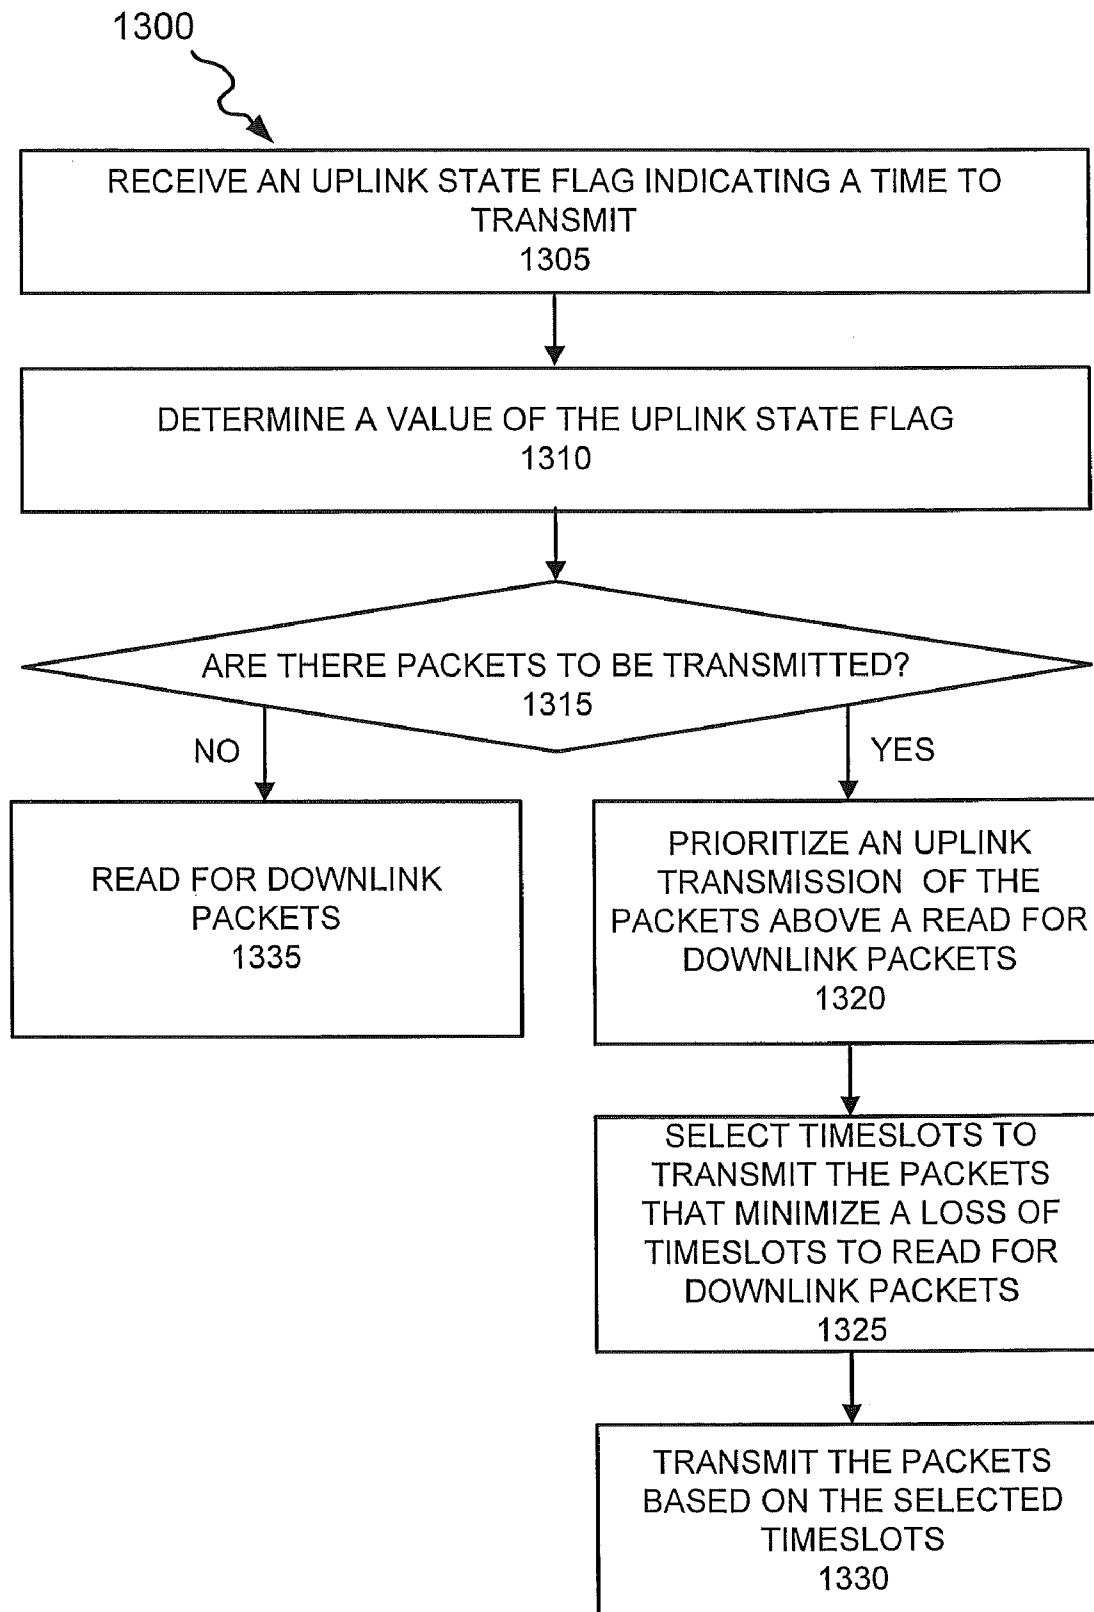 1300
RECEIVE AN UPLINK STATE FLAG INDICATING A TIME TO
TRANSMIT
1305
DETERMINE A VALUE OF THE UPLINK STATE FLAG
1310
ARE THERE PACKETS TO BE TRANSMITTED?
1315
NO
YES
READ FOR DOWNLINK
PACKETS
1335
PRIORITIZE AN UPLINK
TRANSMISSION OF THE
PACKETS ABOVE A READ FOR
DOWNLINK PACKETS
1320
SELECT TIMESLOTS TO
TRANSMIT THE PACKETS
THAT MINIMIZE A LOSS OF
TIMESLOTS TO READ FOR
DOWNLINK PACKETS
1325
TRANSMIT THE PACKETS
BASED ON THE SELECTED
TIMESLOTS
1330